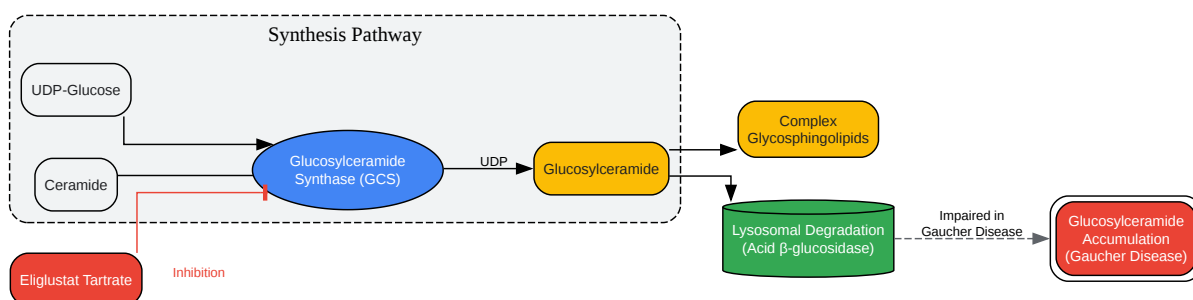 Synthesis Pathway
UDP-Glucose
Ceramide
Glucosylceramide
Synthase (GCS)
UDP
Glucosylceramide
Complex
Glycosphingolipids
Lysosomal Degradation
(Acid β-glucosidase)
Impaired in
Gaucher Disease
Glucosylceramide
Accumulation
(Gaucher Disease)
Eliglustat Tartrate
Inhibition